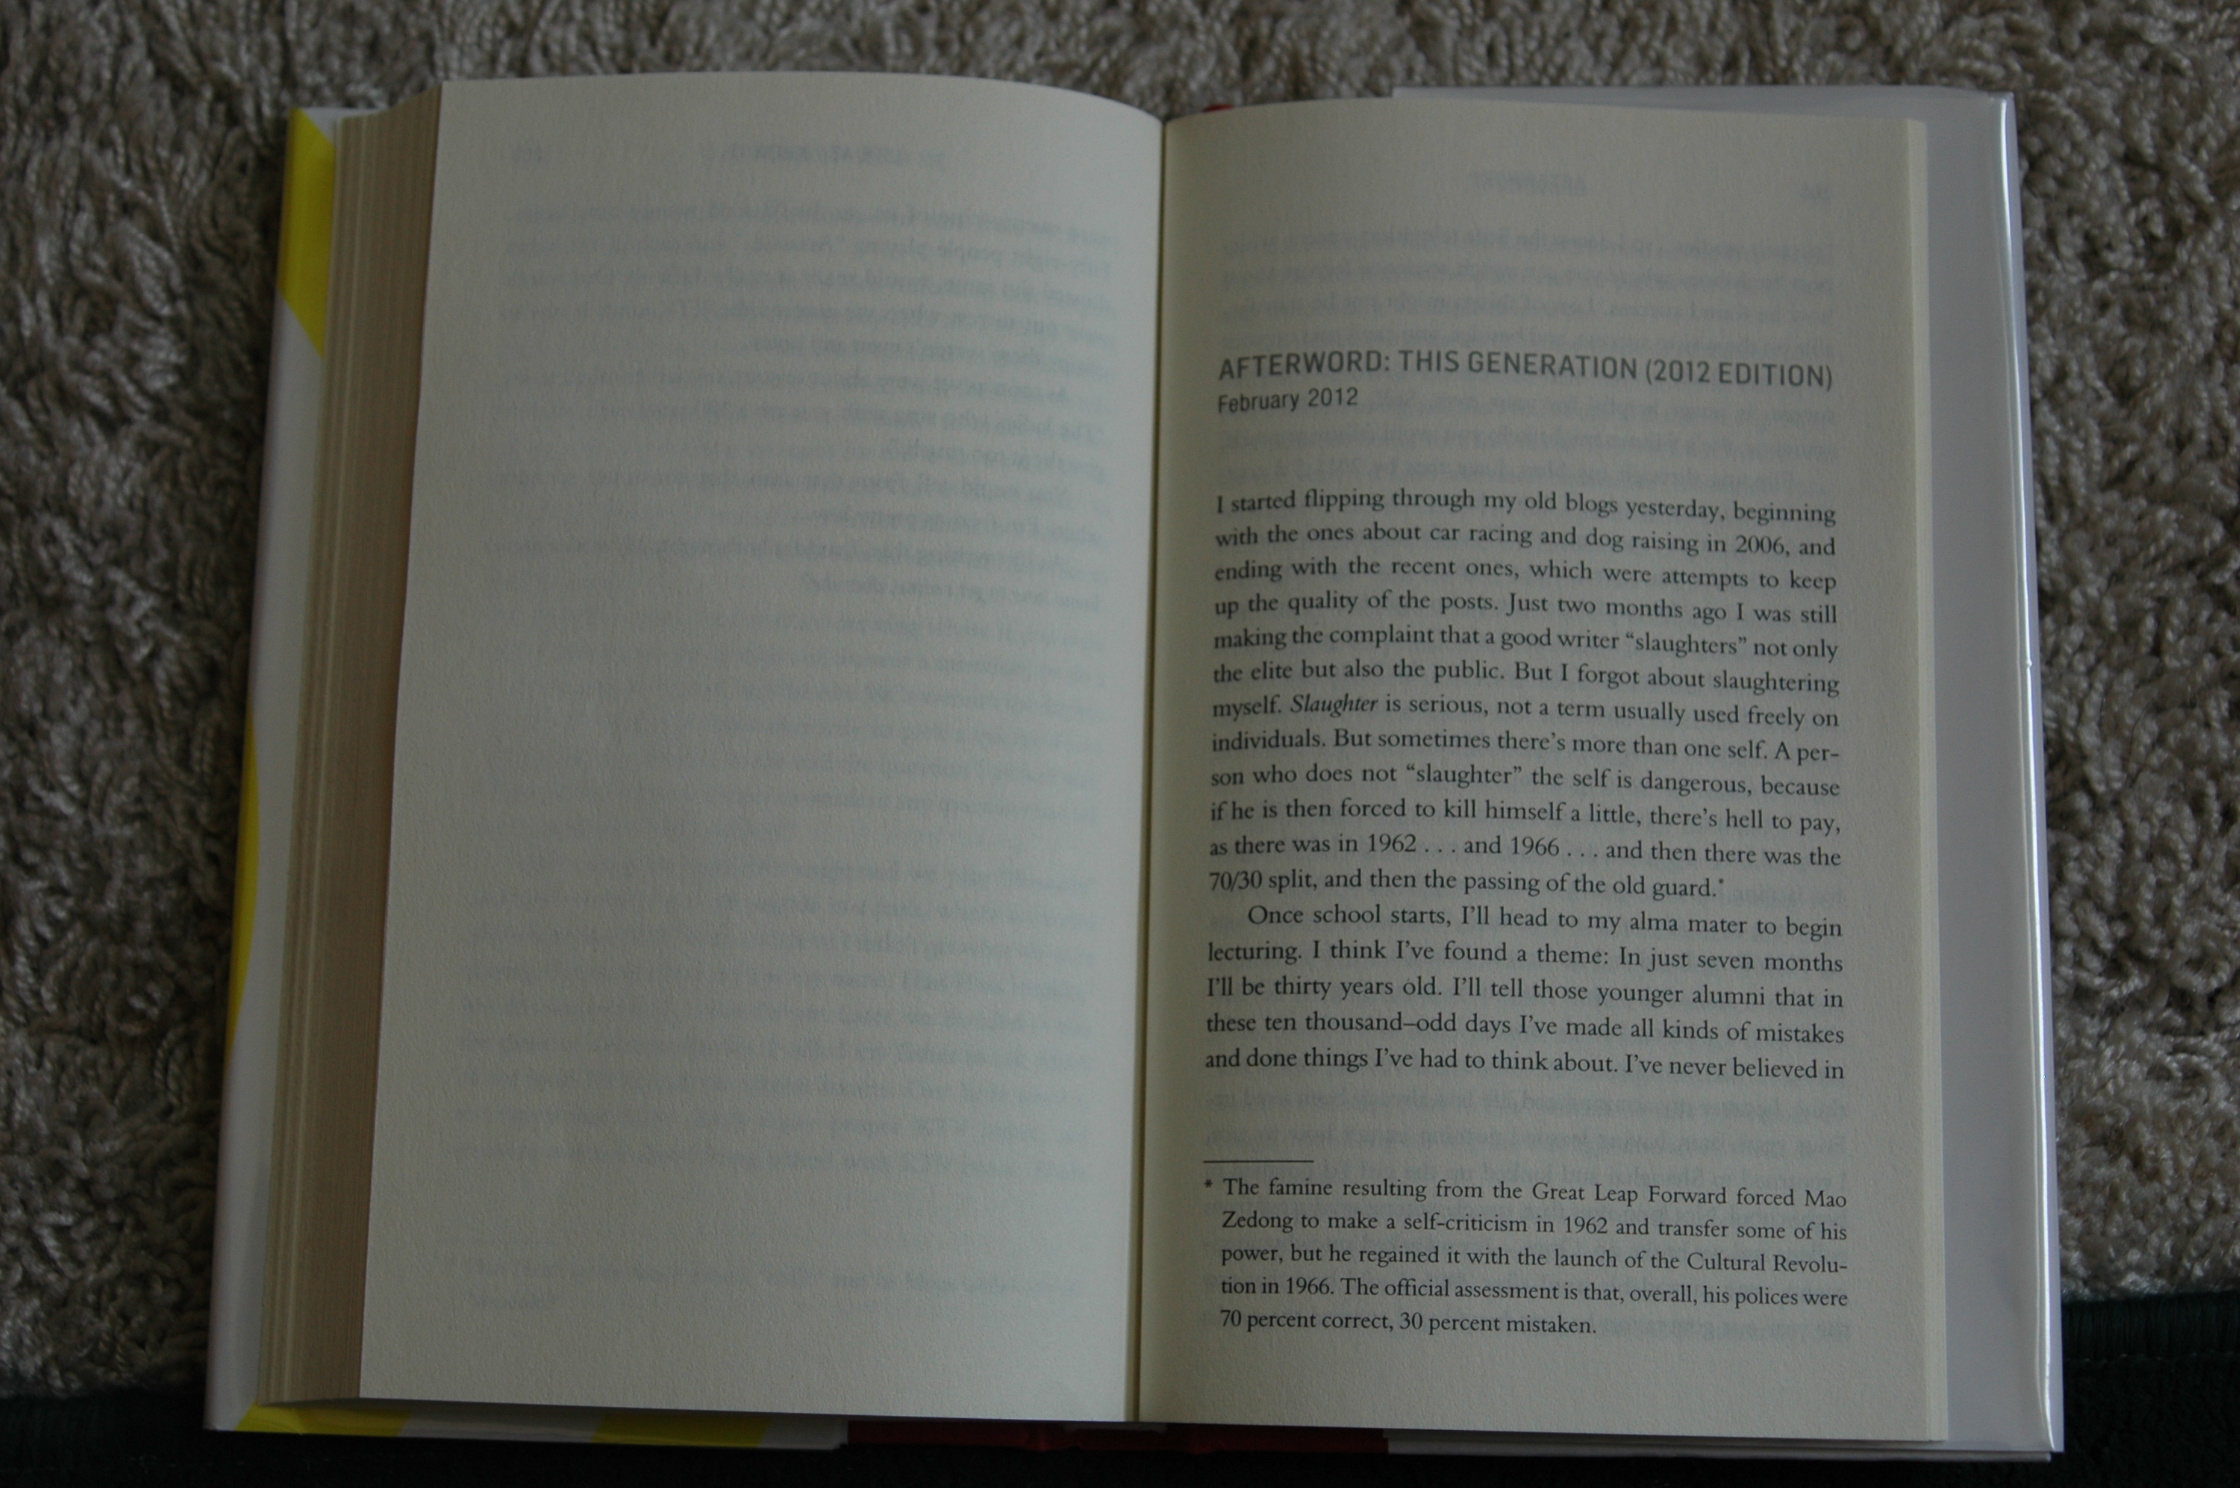 AFTERWORD: THIS GENERATION (2012 EDITION)
February 2012
I started flipping through my old blogs yesterday, beginning
with the ones about car racing and dog raising in 2006, and
ending with the recent ones, which were attempts to keep
up the quality of the posts. Just two months ago I was still
making the complaint that a good writer “slaughters” not only
the elite but also the public. But I forgot about slaughtering
myself. Slaughter is serious, not a term usually used freely on
individuals. But sometimes there’s more than one self. A per-
son who does not “slaughter” the self is dangerous, because
if he is then forced to kill himself a little, there’s hell to pay,
as there was in 1962 . . . and 1966 . . . . and then there was the
70/30 split, and then the passing of the old guard.*
Once school starts, I’ll head to my alma mater to begin
lecturing. I think I’ve found a theme: In just seven months
I’ll be thirty years old. I’ll tell those younger alumni that in
these ten thousand–odd days I’ve made all kinds of mistakes
and done things I’ve had to think about. I’ve never believed in
* The famine resulting from the Great Leap Forward forced Mao
Zedong to make a self-criticism in 1962 and transfer some of his
power, but he regained it with the launch of the Cultural Revolu-
tion in 1966. The official assessment is that, overall, his polices were
70 percent correct, 30 percent mistaken.